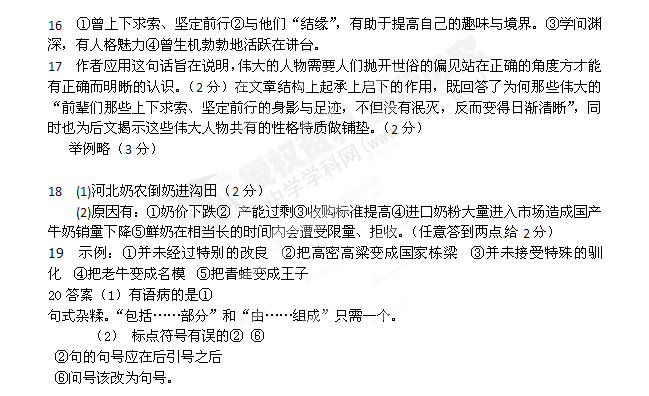 16 ①曾上下求索、坚定前行②与他们“结缘”，有助于提高自己的趣味与境界。③学问渊
深，有人格魅力④曾生机勃勃地活跃在讲台。
17 作者应用这句话旨在说明，伟大的人物需要人们抛开世俗的偏见站在正确的角度方才能
有正确而明晰的认识。（2分）在文章结构上起承上启下的作用，既回答了为何那些伟大的
“前辈们那些上下求索、坚定前行的身影与足迹，不但没有泯灭，反而变得日渐清晰”，同
时也为后文揭示这些伟大人物共有的性格特质做铺垫。（2分）
举例略（3分）
18 (1)河北奶农倒奶进沟田（2分）
(2)原因有：①奶价下跌② 产能过剩③收购标准提高④进口奶粉大量进入市场造成国产
牛奶销量下降⑤鲜奶在相当长的时间内会遭受限量、拒收。（任意答到两点给2分）
19 示例：①并未经过特别的改良 ②把高密高粱变成国家栋梁 ③并未接受特殊的驯
化 ④把老牛变成名模 ⑤把青蛙变成王子
20答案（1）有语病的是①
句式杂糅。“包括……部分”和“由……组成”只需一个。
（2） 标点符号有误的② ⑥
②句的句号应在后引号之后
⑥问号该改为句号。